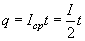 q = I_{cp}t = \frac{I}{2}t